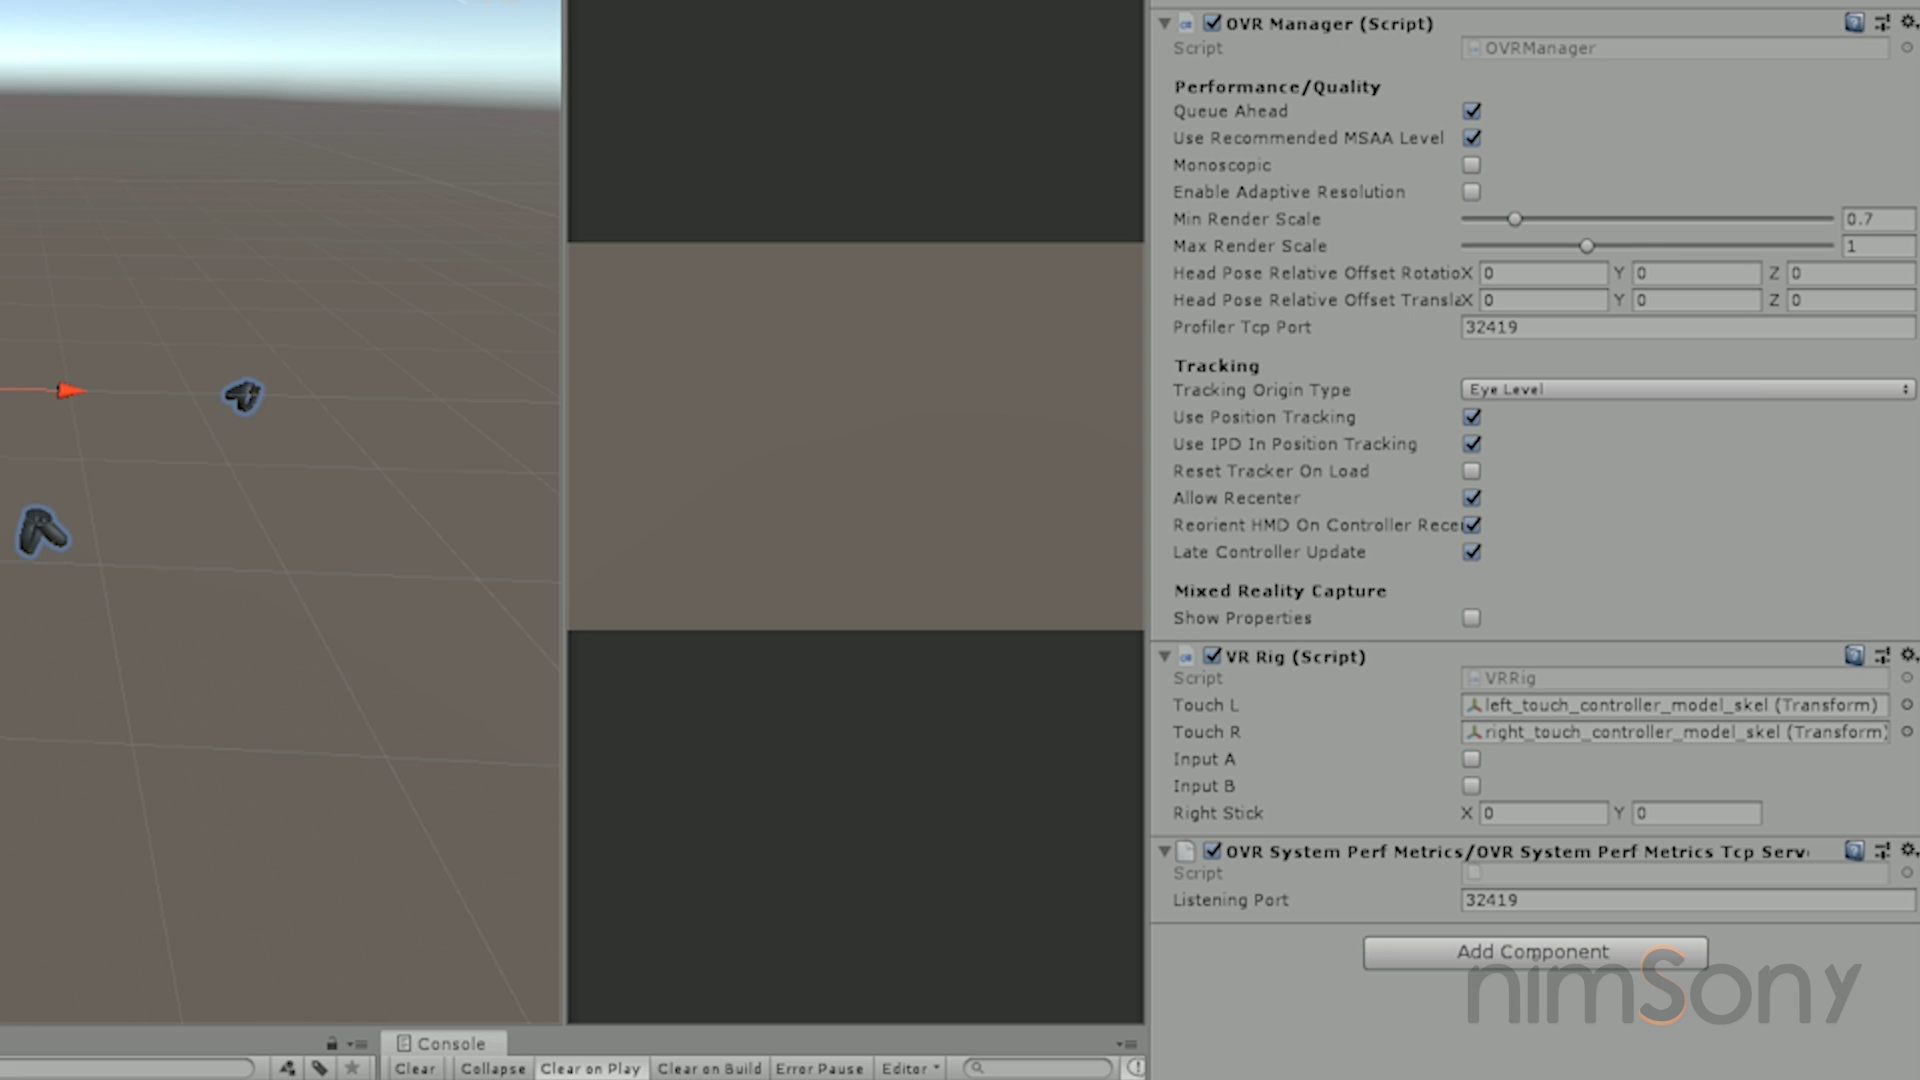 OVR Manager (Script)
Script OVRManager
Performance/Quality
Queue Ahead
Use Recommended MSAA Level
Monoscopic
Enable Adaptive Resolution
Min Render Scale 0.7
Max Render Scale 1
Head Pose Relative Offset Rotatio X 0 Y 0 Z 0
Head Pose Relative Offset Transla X 0 Y 0 Z 0
Profiler Tcp Port 32419
Tracking
Tracking Origin Type Eye Level
Use Position Tracking
Use IPD In Position Tracking
Reset Tracker On Load
Allow Recenter
Reorient HMD On Controller Rece
Late Controller Update
Mixed Reality Capture
Show Properties
VR Rig (Script)
Script VRRig
Touch L left_touch_controller_model_skel (Transform)
Touch R right_touch_controller_model_skel (Transform)
Input A
Input B
Right Stick X 0 Y 0
OVR System Perf Metrics/OVR System Perf Metrics Tcp Serv
Script
Listening Port 32419
Add Component
nimSony
Console
Clear Collapse Clear on Play Clear on Build Error Pause Editor